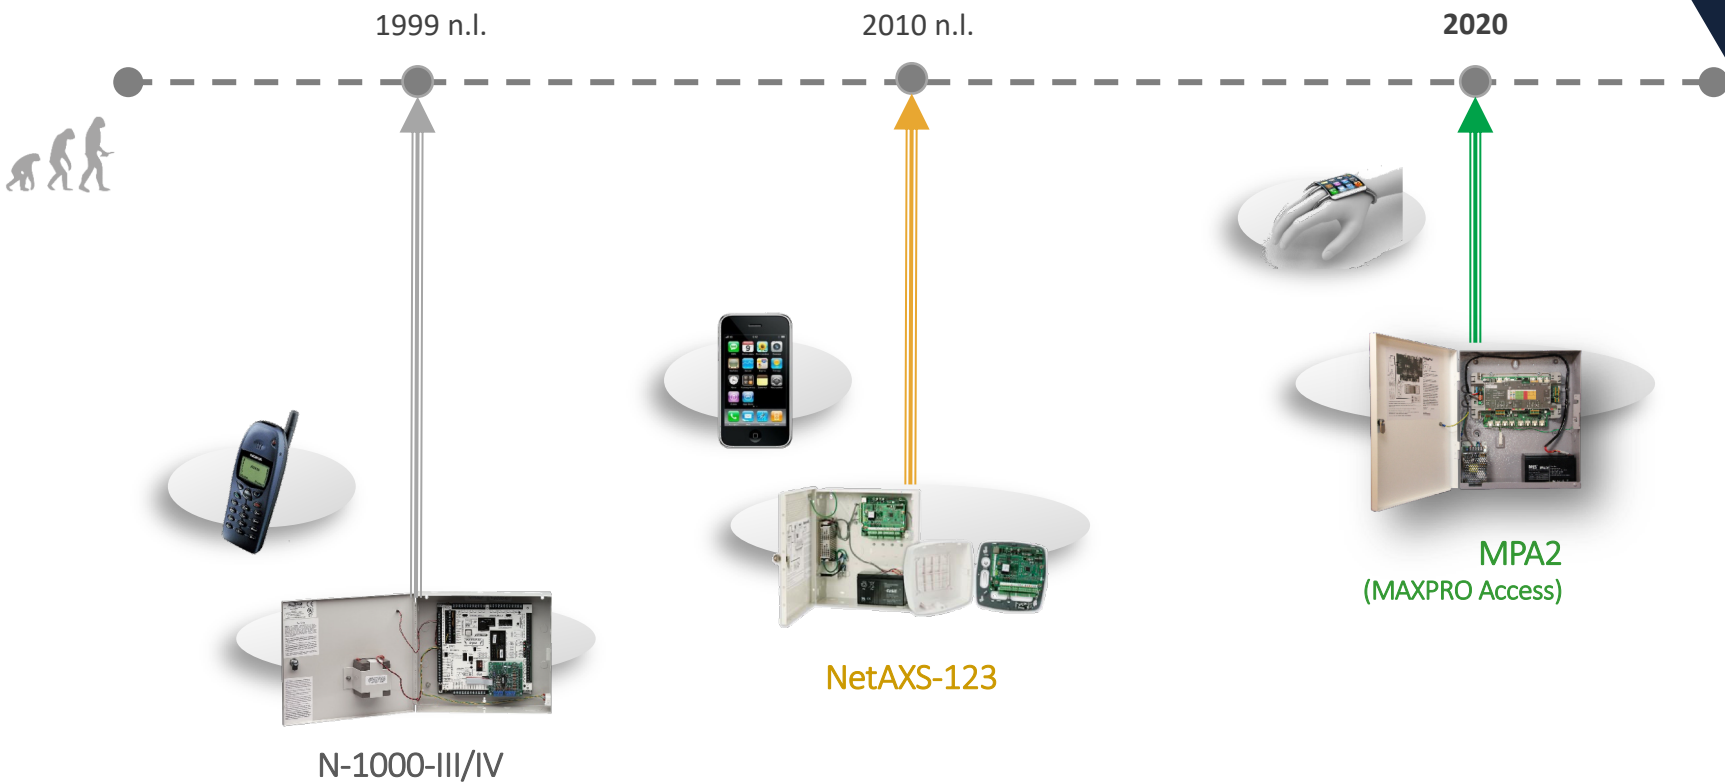 1999 n.l.
2010 n.l.
2020
MPA2
(MAXPRO Access)
NetAXS-123
N-1000-III/IV